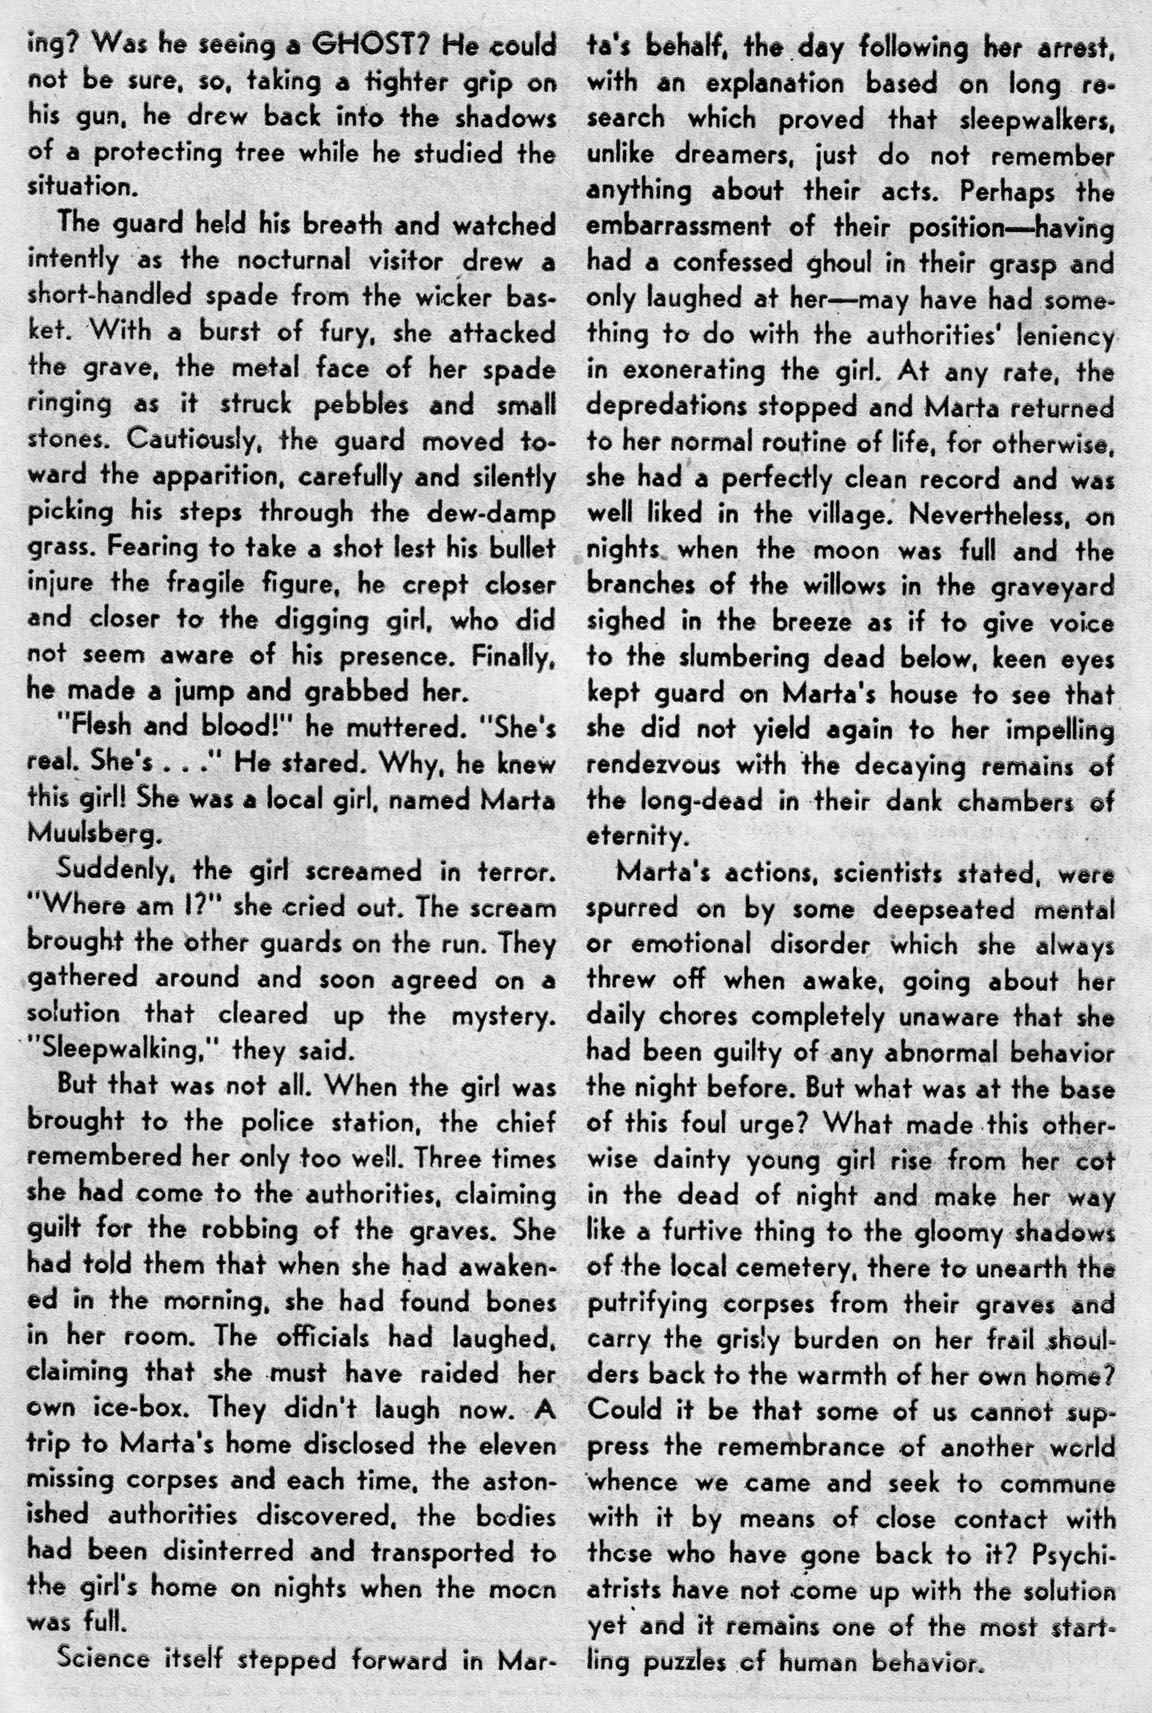 ing? Was he seeing a GHOST? He could
not be sure, so, taking a tighter grip on
his gun, he drew back into the shadows
of a protecting tree while he studied the
situation.
The guard held his breath and watched
intently as the nocturnal visitor drew a
short-handled spade from the wicker bas-
ket. With a burst of fury, she attacked
the grave, the metal face of her spade
ringing as it struck pebbles and small
stones. Cautiously, the guard moved to-
ward the apparition, carefully and silently
picking his steps through the dew-damp
grass. Fearing to take a shot lest his bullet
injure the fragile figure, he crept closer
and closer to the digging girl, who did
not seem aware of his presence. Finally,
he made a jump and grabbed her.
"Flesh and blood!" he muttered. "She's
real. She's . . ." He stared. Why, he knew
this girl! She was a local girl, named Marta
Muulsberg.
Suddenly, the girl screamed in terror.
"Where am I?" she cried out. The scream
brought the other guards on the run. They
gathered around and soon agreed on a
solution that cleared up the mystery.
"Sleepwalking," they said.
But that was not all. When the girl was
brought to the police station, the chief
remembered her only too well. Three times
she had come to the authorities, claiming
guilt for the robbing of the graves. She
had told them that when she had awaken-
ed in the morning, she had found bones
in her room. The officials had laughed,
claiming that she must have raided her
own ice-box. They didn't laugh now. A
trip to Marta's home disclosed the eleven
missing corpses and each time, the aston-
ished authorities discovered, the bodies
had been disinterred and transported to
the girl's home on nights when the moon
was full.
Science itself stepped forward in Mar-
ta's behalf, the day following her arrest,
with an explanation based on long re-
search which proved that sleepwalkers,
unlike dreamers, just do not remember
anything about their acts. Perhaps the
embarrassment of their position—having
had a confessed ghoul in their grasp and
only laughed at her—may have had some-
thing to do with the authorities' leniency
in exonerating the girl. At any rate, the
depredations stopped and Marta returned
to her normal routine of life, for otherwise,
she had a perfectly clean record and was
well liked in the village. Nevertheless, on
nights when the moon was full and the
branches of the willows in the graveyard
sighed in the breeze as if to give voice
to the slumbering dead below, keen eyes
kept guard on Marta's house to see that
she did not yield again to her impelling
rendezvous with the decaying remains of
the long-dead in their dank chambers of
eternity.
Marta's actions, scientists stated, were
spurred on by some deepseated mental
or emotional disorder which she always
threw off when awake, going about her
daily chores completely unaware that she
had been guilty of any abnormal behavior
the night before. But what was at the base
of this foul urge? What made this other-
wise dainty young girl rise from her cot
in the dead of night and make her way
like a furtive thing to the gloomy shadows
of the local cemetery, there to unearth the
putrifying corpses from their graves and
carry the grisly burden on her frail shoul-
ders back to the warmth of her own home?
Could it be that some of us cannot sup-
press the remembrance of another world
whence we came and seek to commune
with it by means of close contact with
those who have gone back to it? Psychi-
atrists have not come up with the solution
yet and it remains one of the most start-
ling puzzles of human behavior.